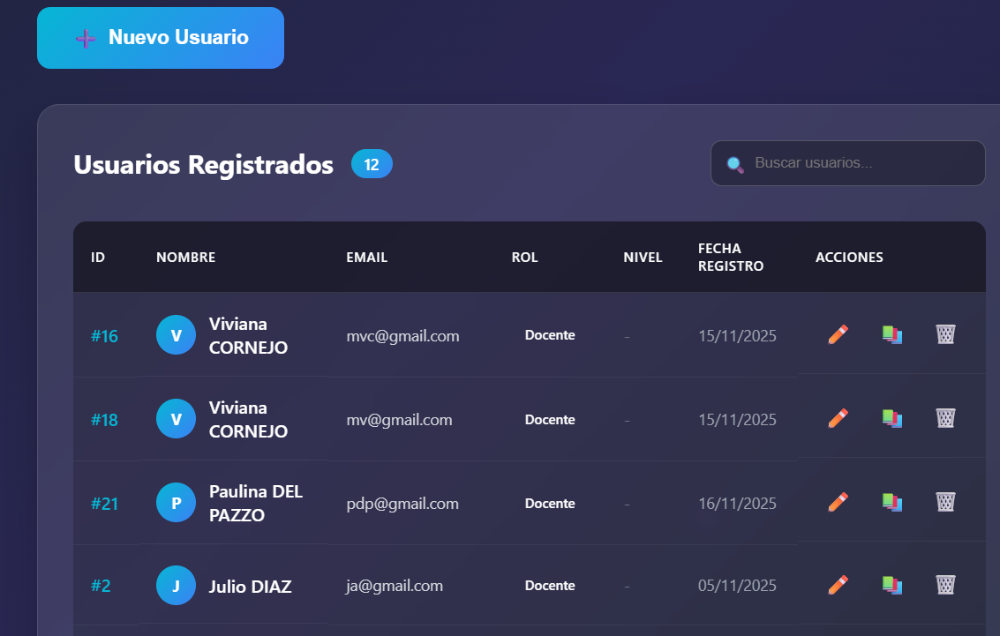 Nuevo Usuario
Usuarios Registrados 12
Buscar usuarios...
ID NOMBRE EMAIL ROL NIVEL FECHA REGISTRO ACCIONES
#16 V Viviana CORNEJO mvc@gmail.com Docente - 15/11/2025
#18 V Viviana CORNEJO mv@gmail.com Docente - 15/11/2025
#21 P Paulina DEL PAZZO pdp@gmail.com Docente - 16/11/2025
#2 J Julio DIAZ ja@gmail.com Docente - 05/11/2025